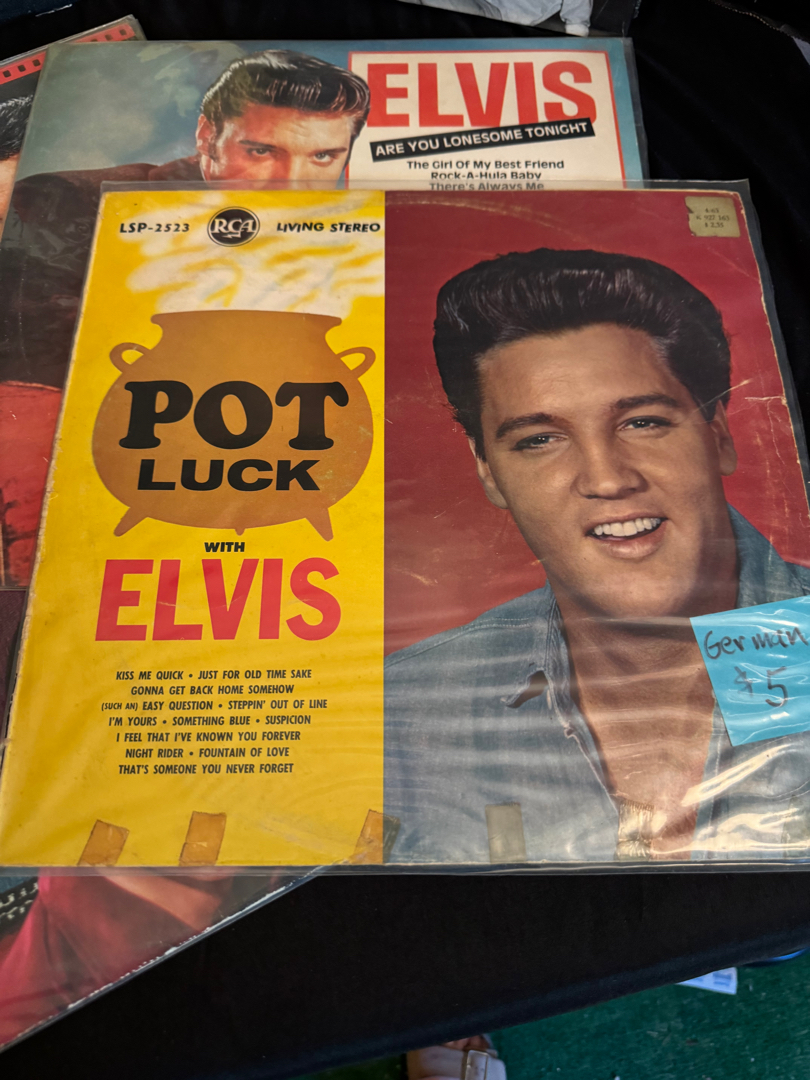 ELVIS
ARE YOU LONESOME TONIGHT
The Girl Of My Best Friend
Rock-A-Hula Baby
There's Always Me
LSP-2523 RCA LIVING STEREO
POT
LUCK
WITH
ELVIS
KISS ME QUICK • JUST FOR OLD TIME SAKE
GONNA GET BACK HOME SOMEHOW
(SUCH AN) EASY QUESTION • STEPPIN' OUT OF LINE
I'M YOURS • SOMETHING BLUE • SUSPICION
I FEEL THAT I'VE KNOWN YOU FOREVER
NIGHT RIDER • FOUNTAIN OF LOVE
THAT'S SOMEONE YOU NEVER FORGET
German
$5